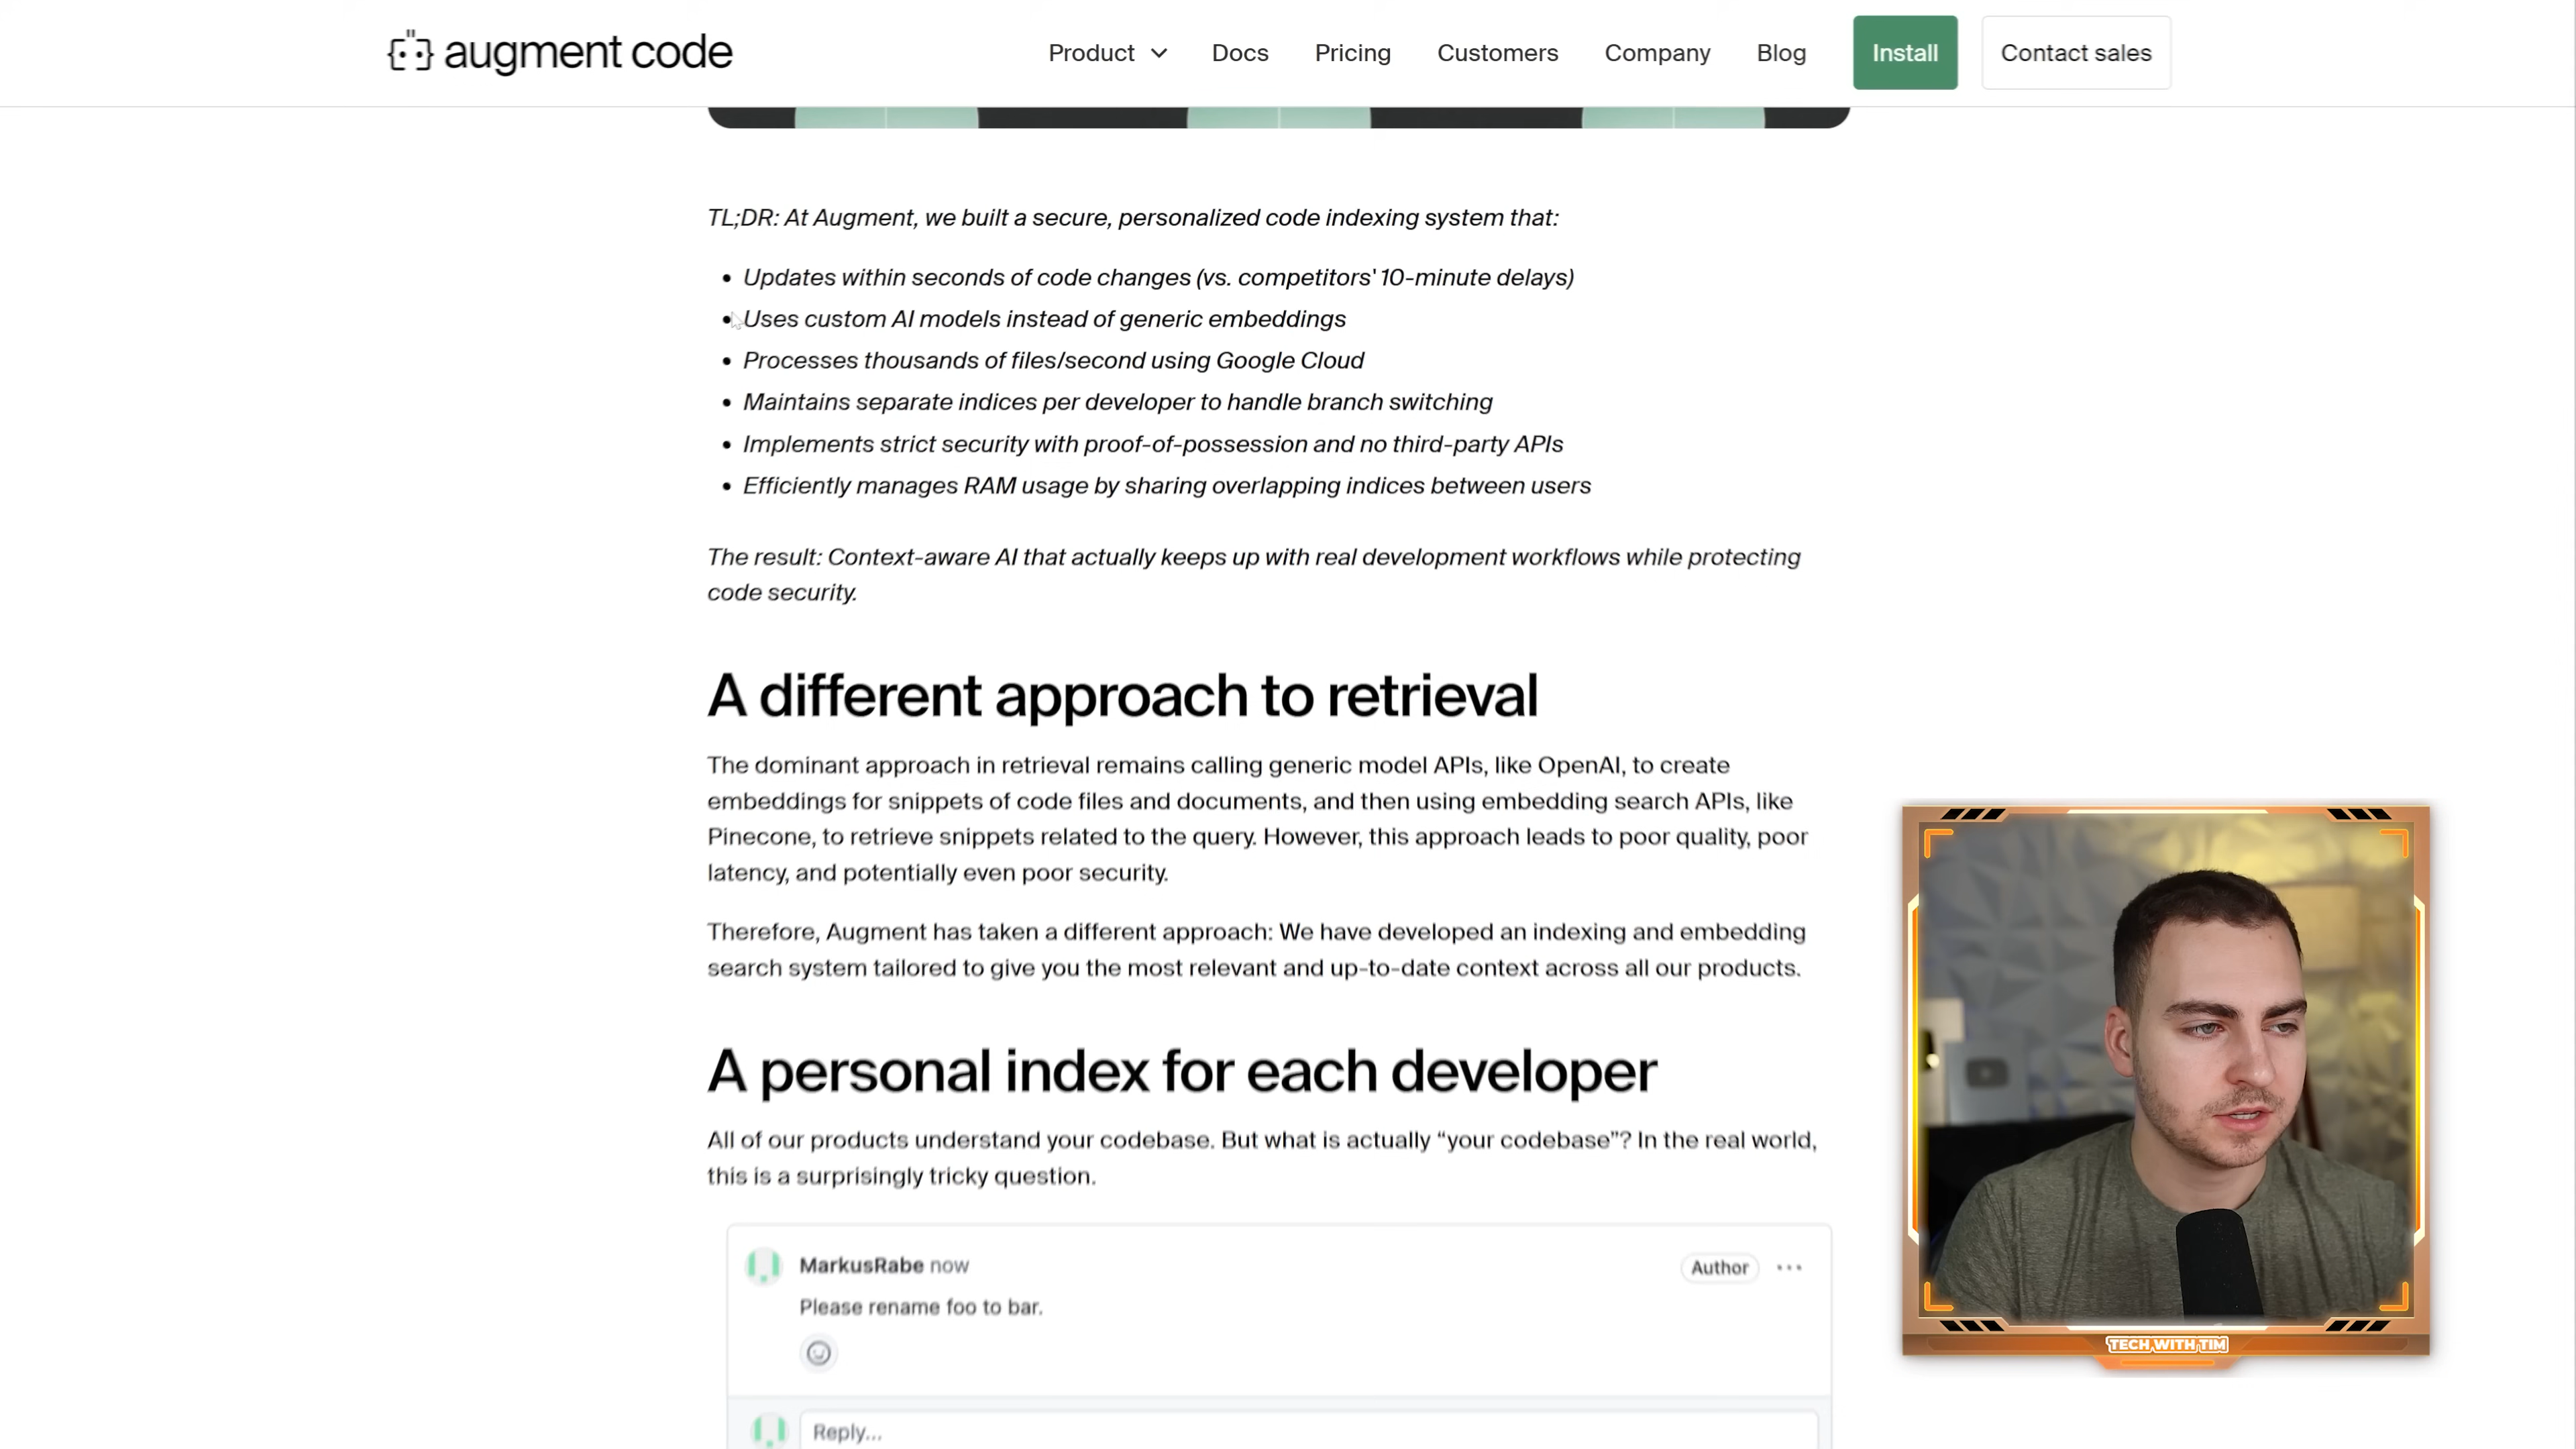 augment code
Product
Docs
Pricing
Customers
Company
Blog
Install
Contact sales
TL;DR: At Augment, we built a secure, personalized code indexing system that:
• Updates within seconds of code changes (vs. competitors' 10-minute delays)
• Uses custom AI models instead of generic embeddings
• Processes thousands of files/second using Google Cloud
• Maintains separate indices per developer to handle branch switching
• Implements strict security with proof-of-possession and no third-party APIs
• Efficiently manages RAM usage by sharing overlapping indices between users
The result: Context-aware AI that actually keeps up with real development workflows while protecting
code security.
A different approach to retrieval
The dominant approach in retrieval remains calling generic model APIs, like OpenAI, to create
embeddings for snippets of code files and documents, and then using embedding search APIs, like
Pinecone, to retrieve snippets related to the query. However, this approach leads to poor quality, poor
latency, and potentially even poor security.
Therefore, Augment has taken a different approach: We have developed an indexing and embedding
search system tailored to give you the most relevant and up-to-date context across all our products.
A personal index for each developer
All of our products understand your codebase. But what is actually “your codebase”? In the real world,
this is a surprisingly tricky question.
MarkusRabe now
Author
Please rename foo to bar.
Reply...
TECH WITH TIM